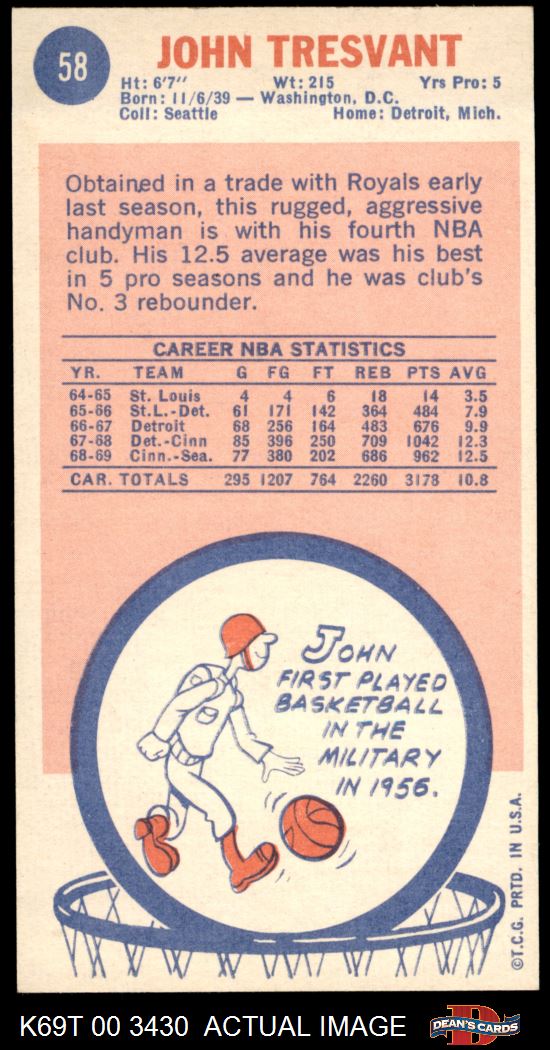 58
JOHN TRESVANT
Ht: 6'7" Wt: 215 Yrs Pro: 5
Born: 11/6/39 — Washington, D.C.
Coll: Seattle Home: Detroit, Mich.
Obtained in a trade with Royals early
last season, this rugged, aggressive
handyman is with his fourth NBA
club. His 12.5 average was his best
in 5 pro seasons and he was club's
No. 3 rebounder.
CAREER NBA STATISTICS
YR. TEAM G FG FT REB PTS AVG
64-65 St. Louis 4 4 6 18 14 3.5
65-66 St.L.-Det. 61 171 142 364 484 7.9
66-67 Detroit 68 256 164 483 676 9.9
67-68 Det.-Cinn 85 396 250 709 1042 12.3
68-69 Cinn.-Sea. 77 380 202 686 962 12.5
CAR. TOTALS 295 1207 764 2260 3178 10.8
JOHN
FIRST PLAYED
BASKETBALL
IN THE
MILITARY
IN 1956.
©T.C.G. PRTD. IN U.S.A.
K69T 00 3430 ACTUAL IMAGE
D
DEAN'S CARDS